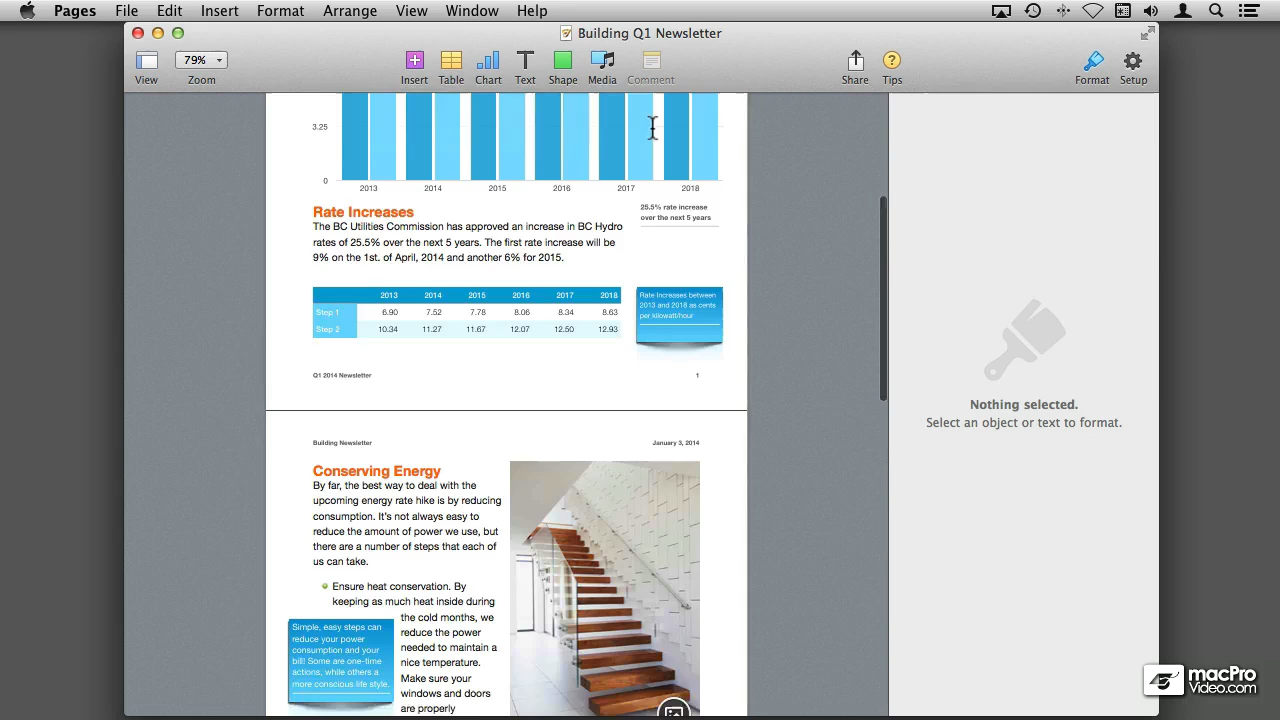 Pages File Edit Insert Format Arrange View Window Help
Building Q1 Newsletter
79%
View Zoom Insert Table Chart Text Shape Media Comment Share Tips Format Setup
3.25
0
2013 2014 2015 2016 2017 2018
Rate Increases
The BC Utilities Commission has approved an increase in BC Hydro
rates of 25.5% over the next 5 years. The first rate increase will be
9% on the 1st. of April, 2014 and another 6% for 2015.
25.5% rate increase
over the next 5 years
2013 2014 2015 2016 2017 2018
Step 1 6.90 7.52 7.78 8.06 8.34 8.63
Step 2 10.34 11.27 11.67 12.07 12.50 12.93
Rate Increases between
2013 and 2018 as cents
per kilowatt/hour
Q1 2014 Newsletter 1
Building Newsletter January 3, 2014
Conserving Energy
By far, the best way to deal with the
upcoming energy rate hike is by reducing
consumption. It's not always easy to
reduce the amount of power we use, but
there are a number of steps that each of
us can take.
Ensure heat conservation. By
keeping as much heat inside during
the cold months, we
reduce the power
needed to maintain a
nice temperature.
Make sure your
windows and doors
are properly
Simple, easy steps can
reduce your power
consumption and your
bill! Some are one-time
actions, while others a
more conscious life style.
Nothing selected.
Select an object or text to format.
macPro
Video.com